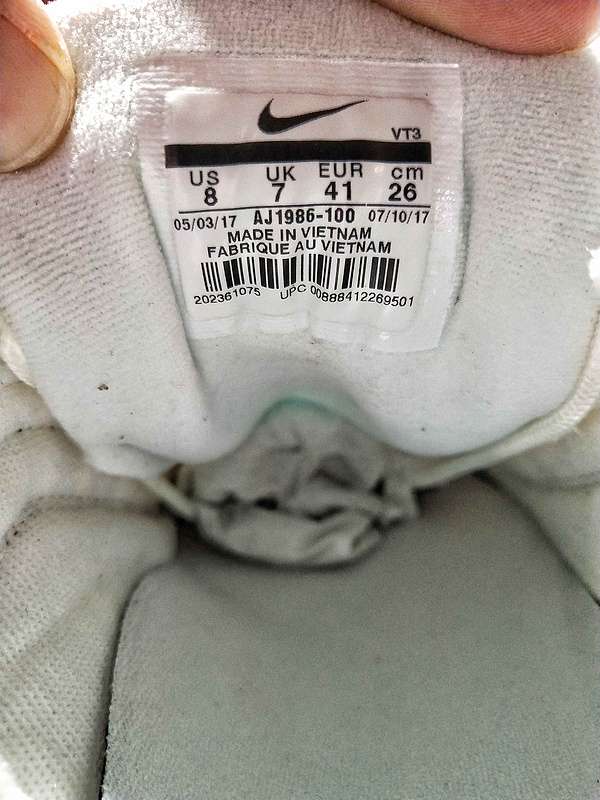 VT3
US UK EUR cm
8 7 41 26
05/03/17 AJ1986-100 07/10/17
MADE IN VIETNAM
FABRIQUE AU VIETNAM
202361075 UPC 00888412269501